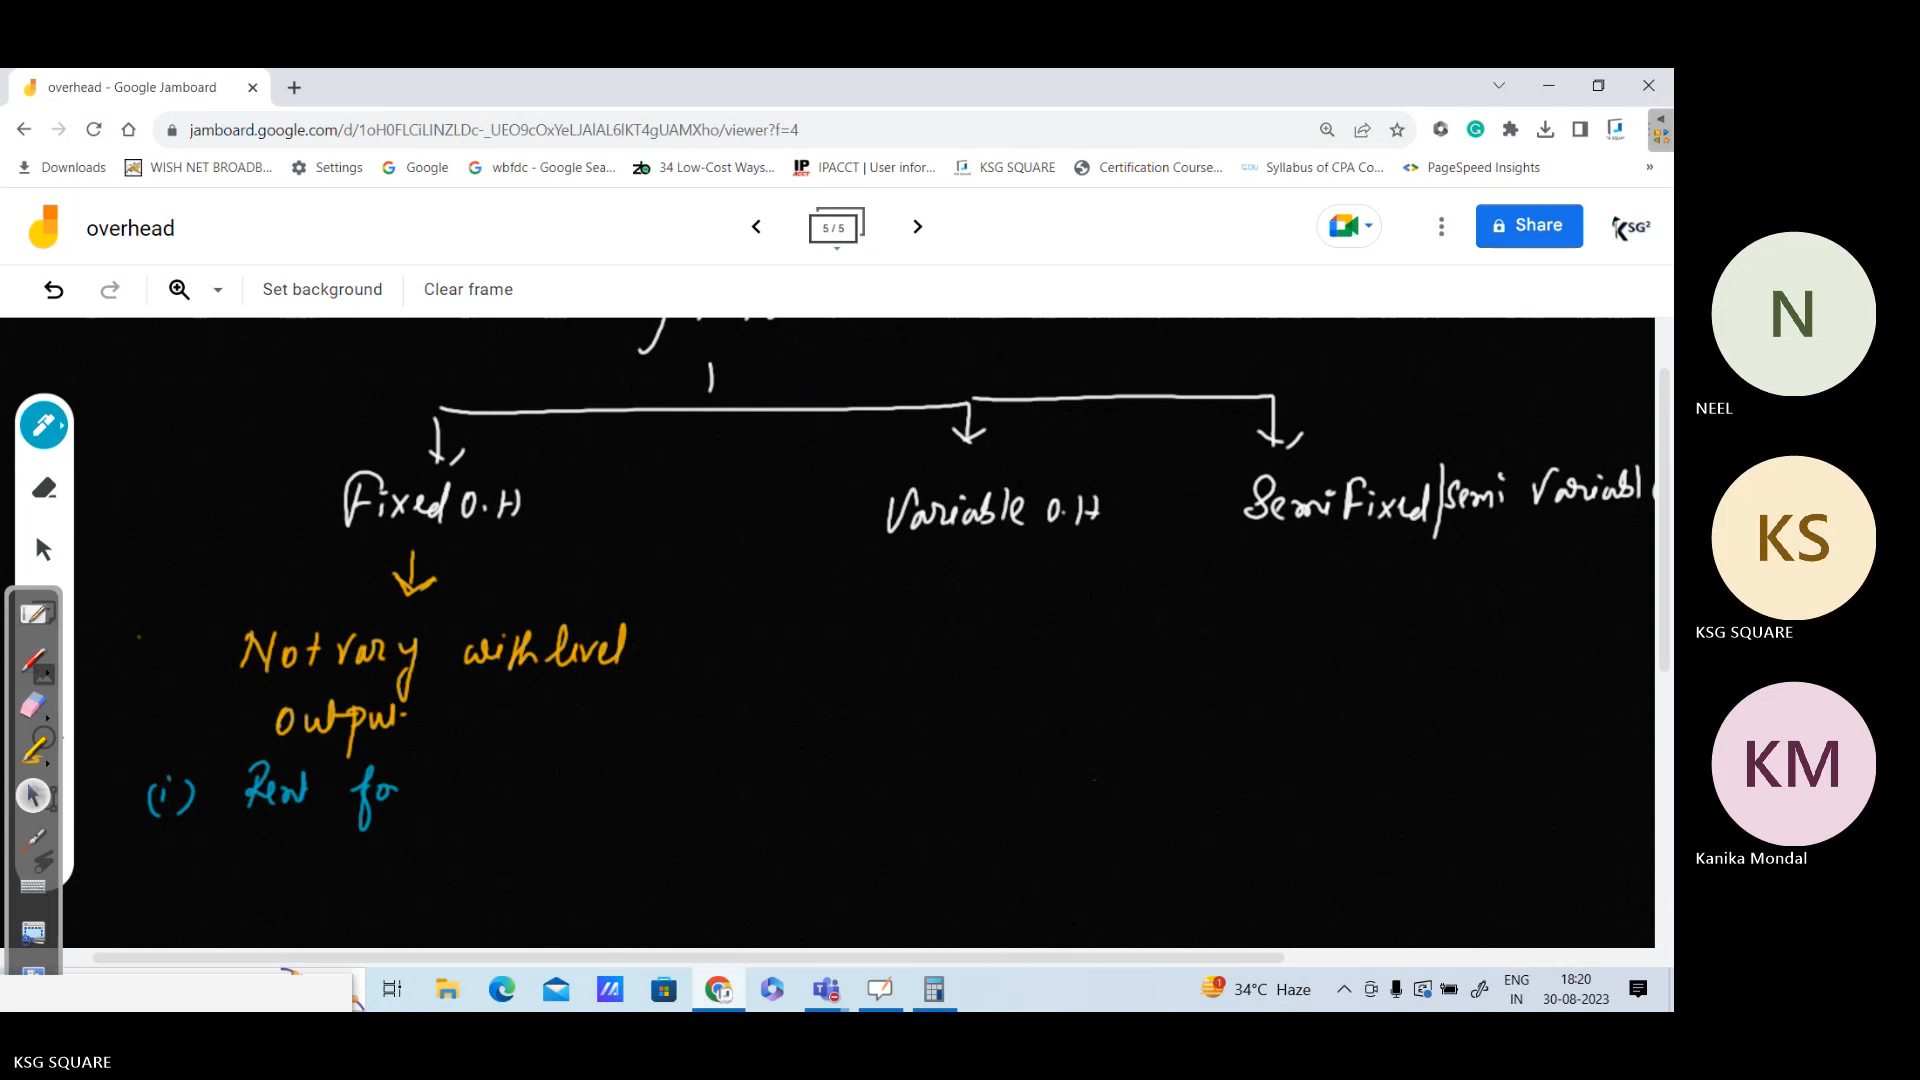 overhead - Google Jamboard
jamboard.google.com/d/1oH0FLCiLINZLDc-_UEO9cOxYeLJAlAL6lKT4gUAMXho/viewer?f=4
Downloads WISH NET BROADB... Settings Google wbfdc - Google Sea... 34 Low-Cost Ways... IPACCT | User infor... KSG SQUARE Certification Course... Syllabus of CPA Co... PageSpeed Insights »
overhead 5 / 5 Share KSG²
Set background Clear frame
Fixed O.H Variable O.H Semi Fixed/Semi Variabl
Not vary with level
output
(i) Rent fo
N
NEEL
KS
KSG SQUARE
KM
Kanika Mondal
34°C Haze ENG IN 18:20 30-08-2023
KSG SQUARE